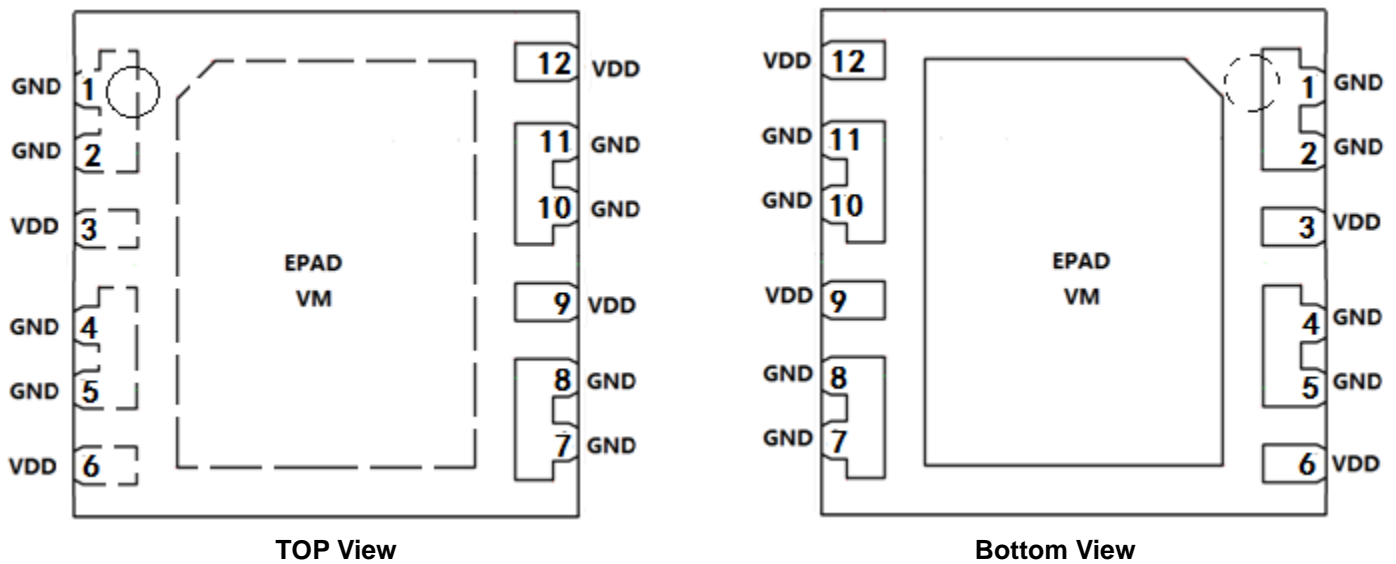 12 VDD
GND 1
11 GND
GND 2
10 GND
VDD 3
EPAD
VM
9 VDD
GND 4
8 GND
GND 5
7 GND
VDD 6
TOP View
VDD 12
1 GND
GND 11
2 GND
GND 10
3 VDD
EPAD
VM
VDD 9
4 GND
GND 8
5 GND
GND 7
6 VDD
Bottom View